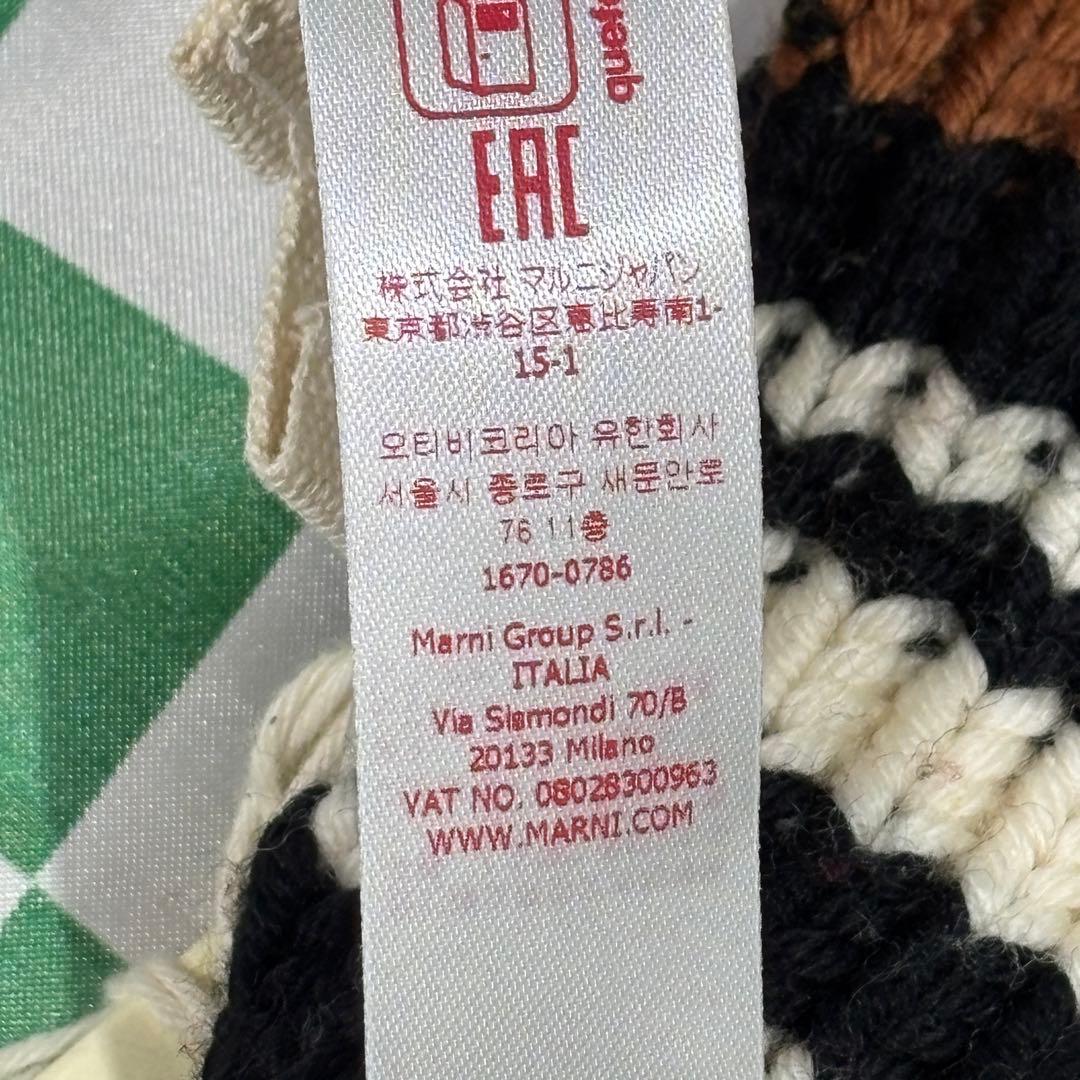 EAC
株式会社 マルニジャパン
東京都渋谷区恵比寿南1-
15-1
오티비코리아 유한회사
서울시 종로구 새문안로
76 11층
1670-0786
Marni Group S.r.l. -
ITALIA
Via Sismondi 70/B
20133 Milano
VAT NO. 08028300963
WWW.MARNI.COM